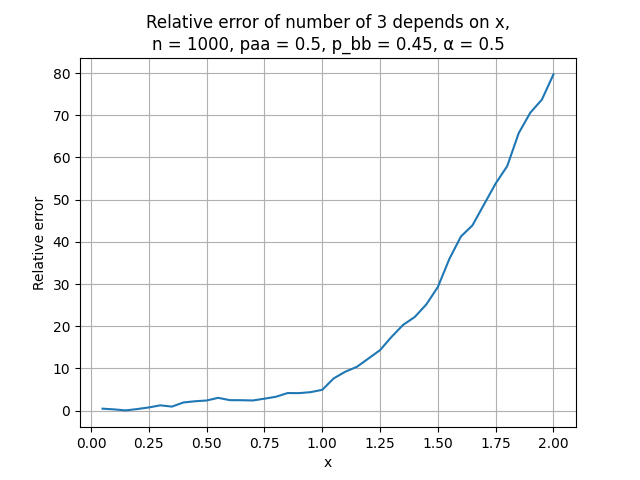 Relative error of number of 3 depends on x,
n = 1000, paa = 0.5, p_bb = 0.45, α = 0.5
80
70
60
50
40
30
20
10
0
Relative error
0.00 0.25 0.50 0.75 1.00 1.25 1.50 1.75 2.00
x